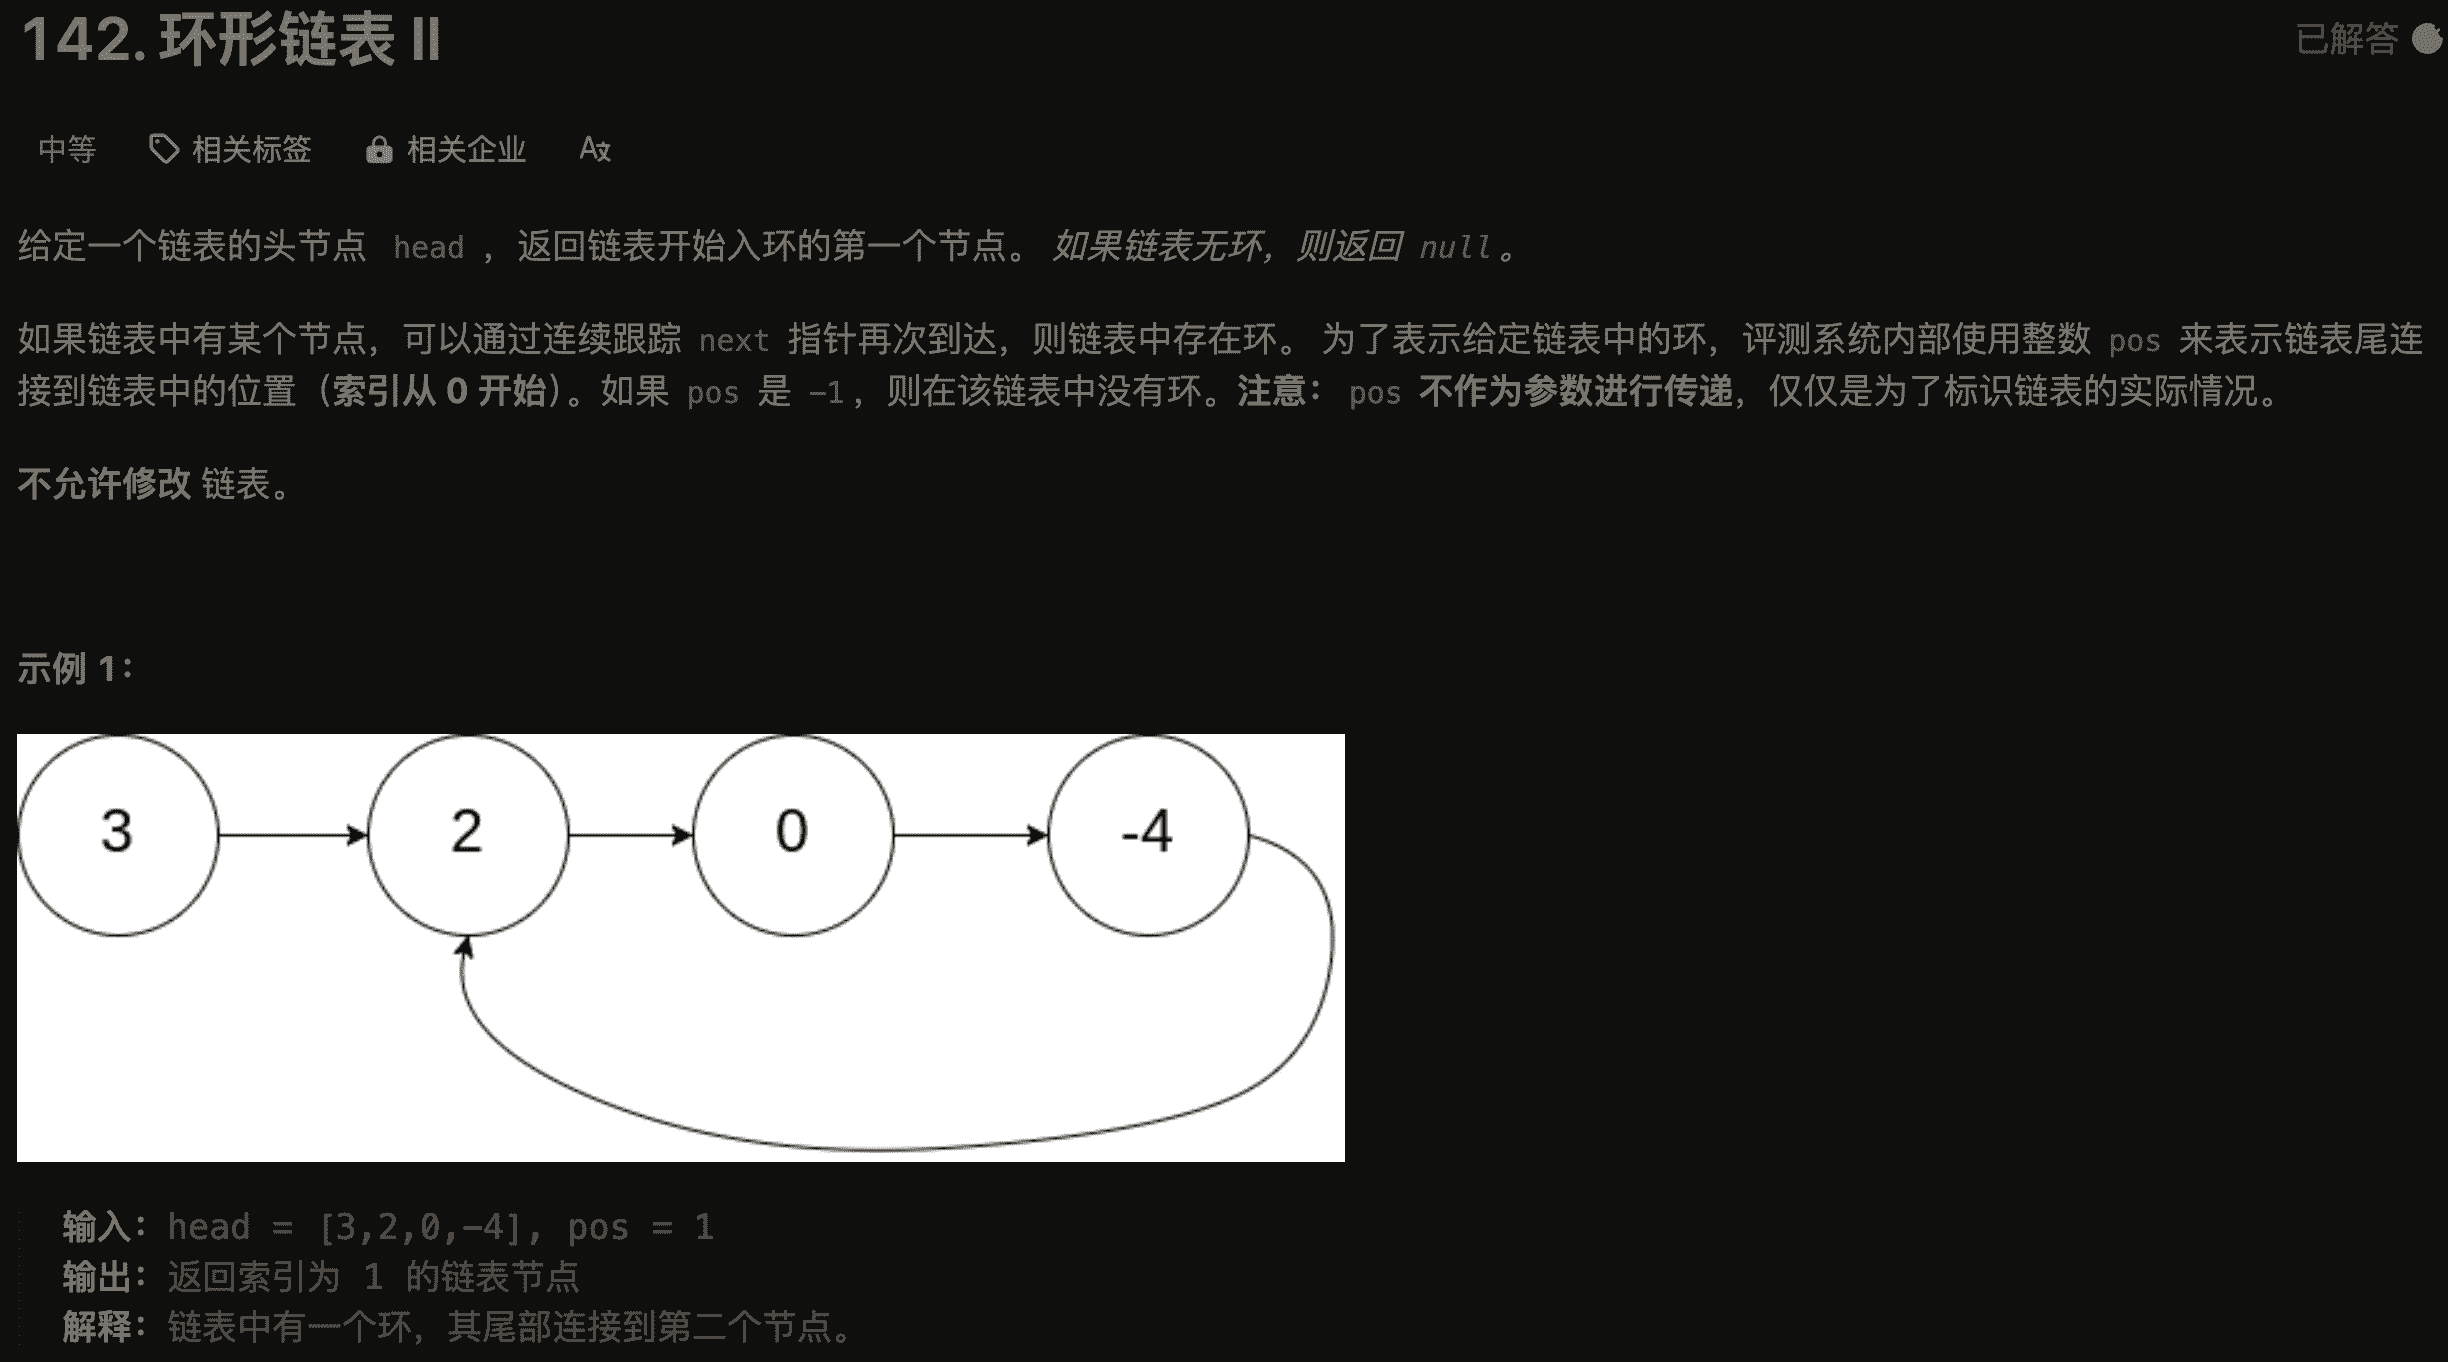 142. 环形链表 II
已解答
中等 相关标签 相关企业 A文
给定一个链表的头节点 head ，返回链表开始入环的第一个节点。 如果链表无环，则返回 null。
如果链表中有某个节点，可以通过连续跟踪 next 指针再次到达，则链表中存在环。 为了表示给定链表中的环，评测系统内部使用整数 pos 来表示链表尾连
接到链表中的位置（索引从 0 开始）。如果 pos 是 -1，则在该链表中没有环。注意： pos 不作为参数进行传递，仅仅是为了标识链表的实际情况。
不允许修改 链表。
示例 1：
3 2 0 -4
输入：head = [3,2,0,-4], pos = 1
输出：返回索引为 1 的链表节点
解释：链表中有一个环，其尾部连接到第二个节点。